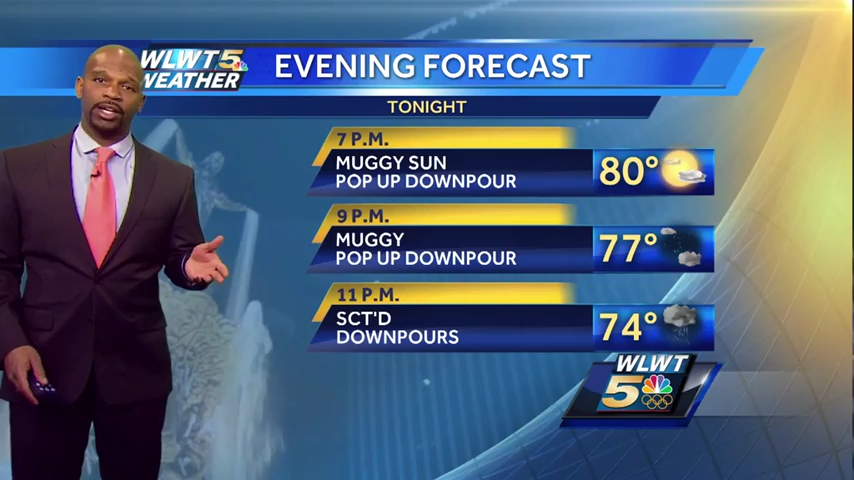 WLWT 5
WEATHER
EVENING FORECAST
TONIGHT
7 P.M.
MUGGY SUN
POP UP DOWNPOUR
80°
9 P.M.
MUGGY
POP UP DOWNPOUR
77°
11 P.M.
SCT'D
DOWNPOURS
74°
WLWT
5